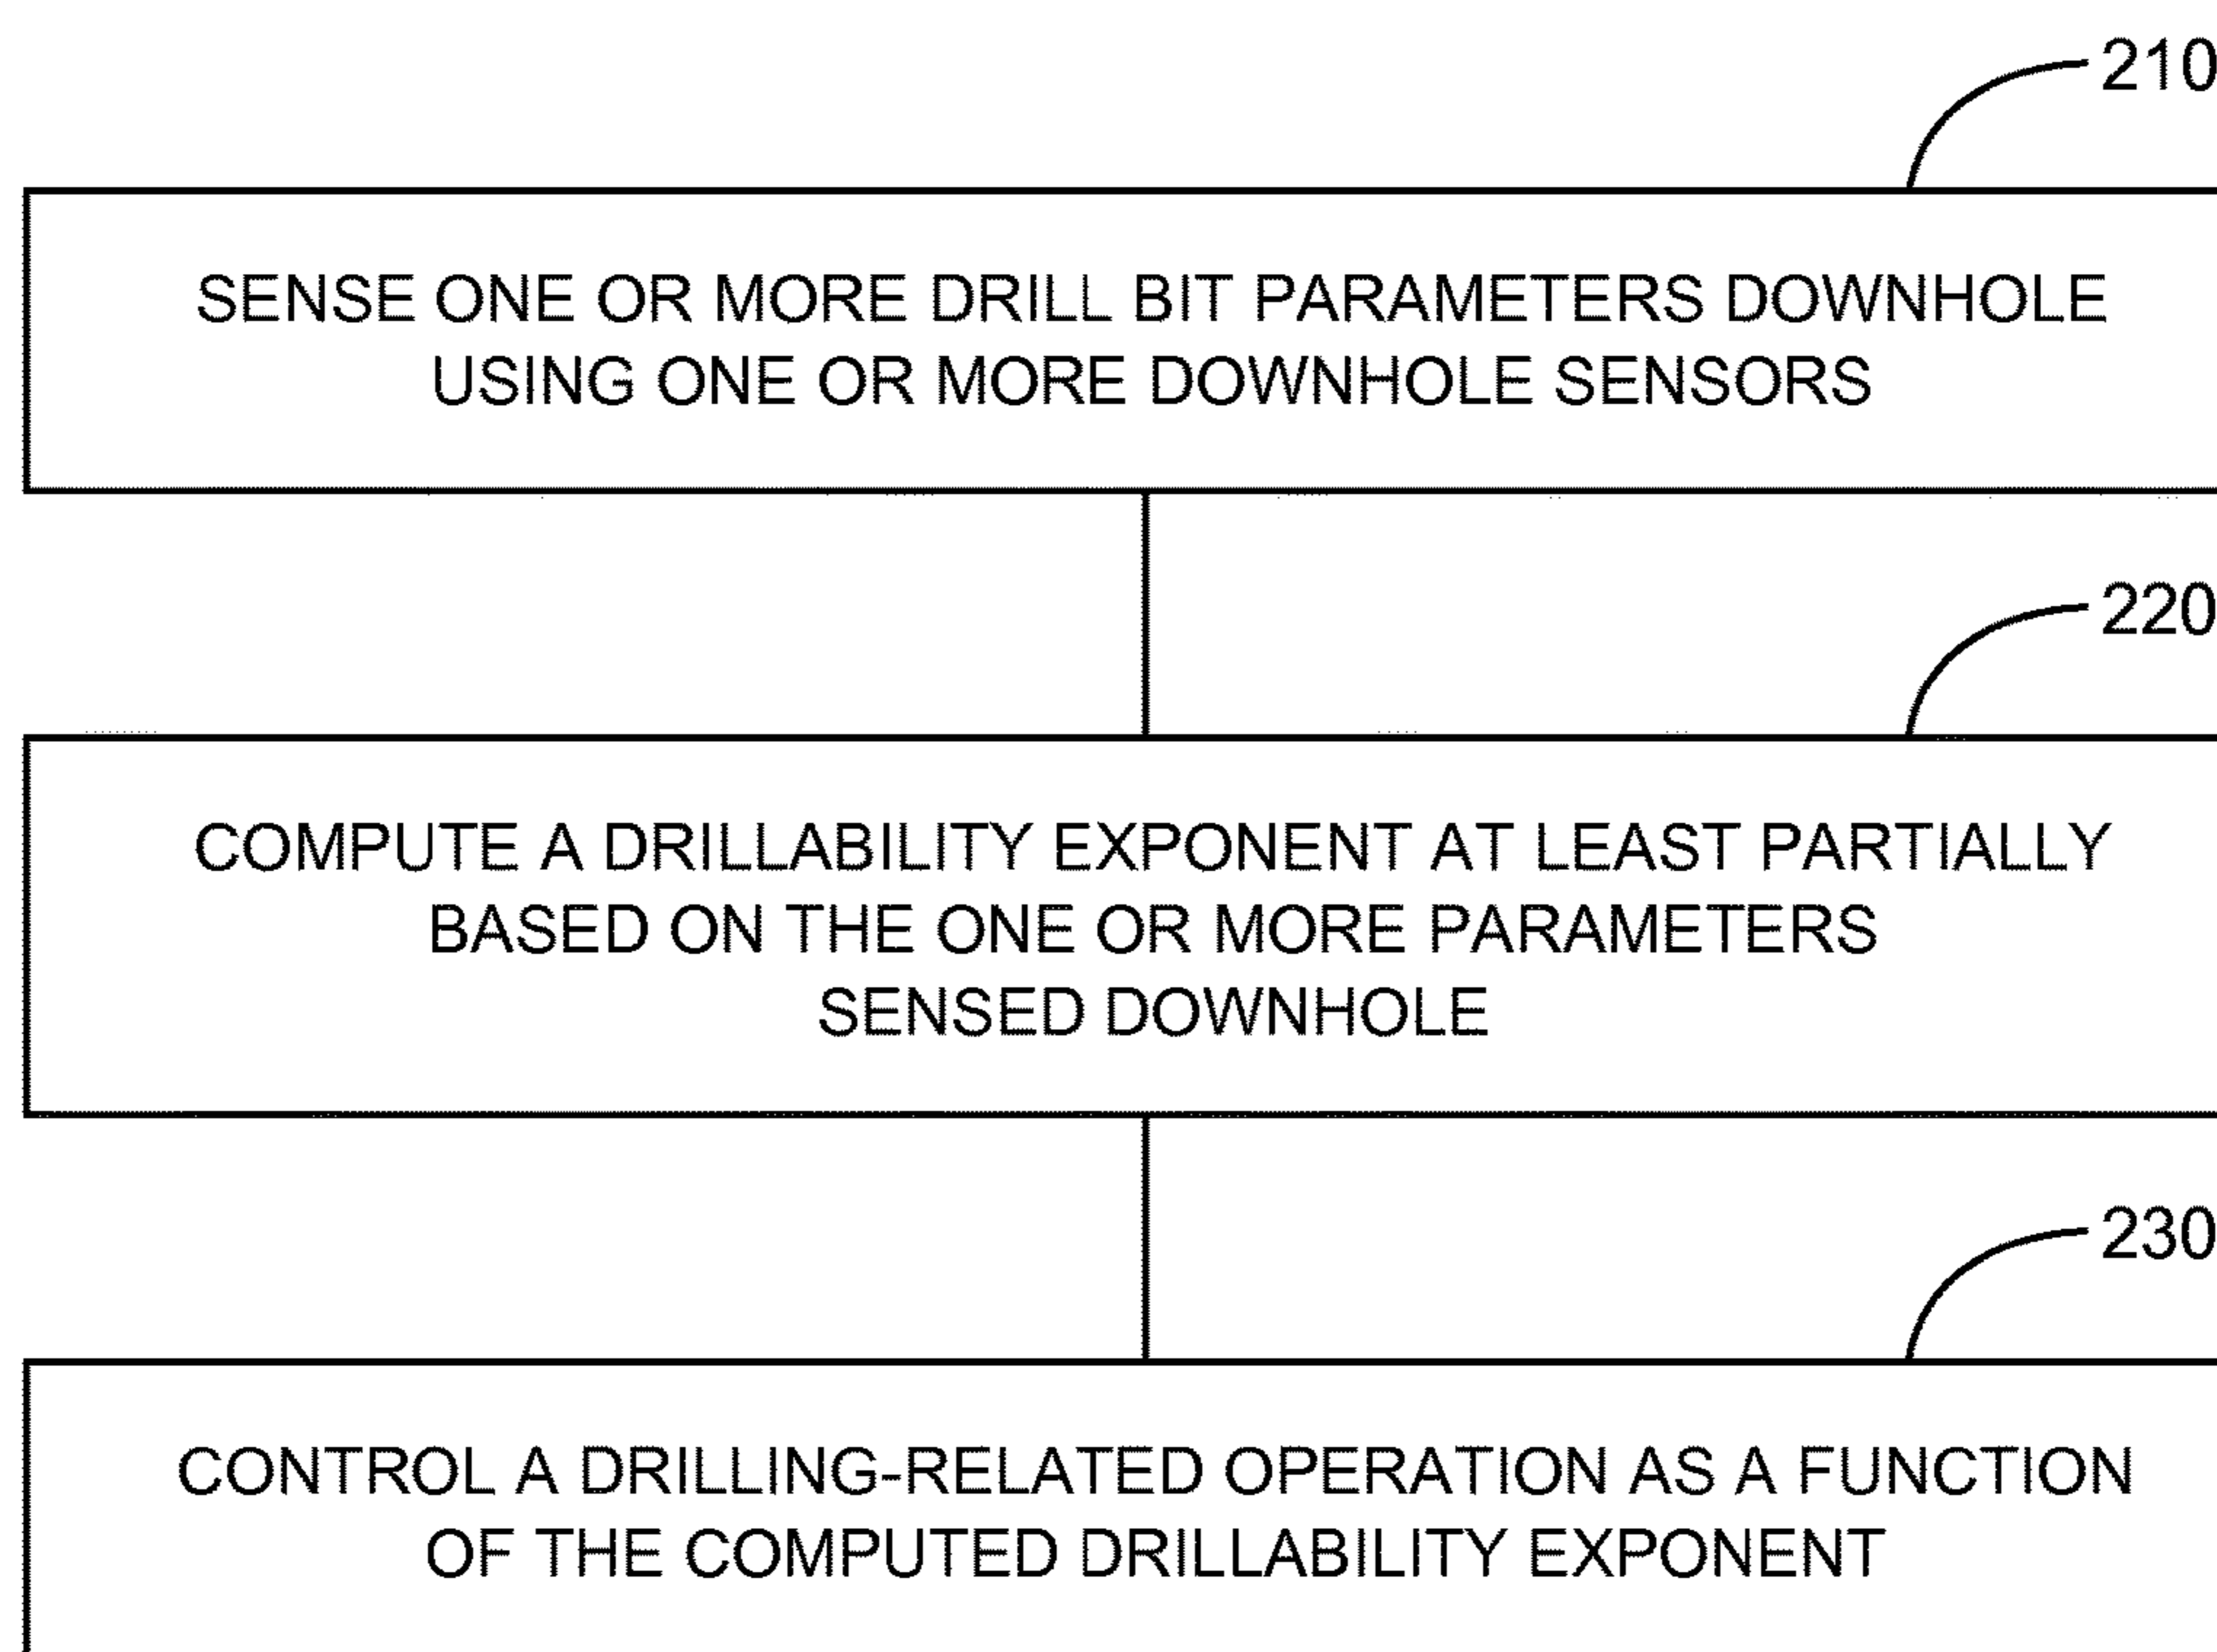 210
SENSE ONE OR MORE DRILL BIT PARAMETERS DOWNHOLE
USING ONE OR MORE DOWNHOLE SENSORS
220
COMPUTE A DRILLABILITY EXPONENT AT LEAST PARTIALLY
BASED ON THE ONE OR MORE PARAMETERS
SENSED DOWNHOLE
230
CONTROL A DRILLING-RELATED OPERATION AS A FUNCTION
OF THE COMPUTED DRILLABILITY EXPONENT